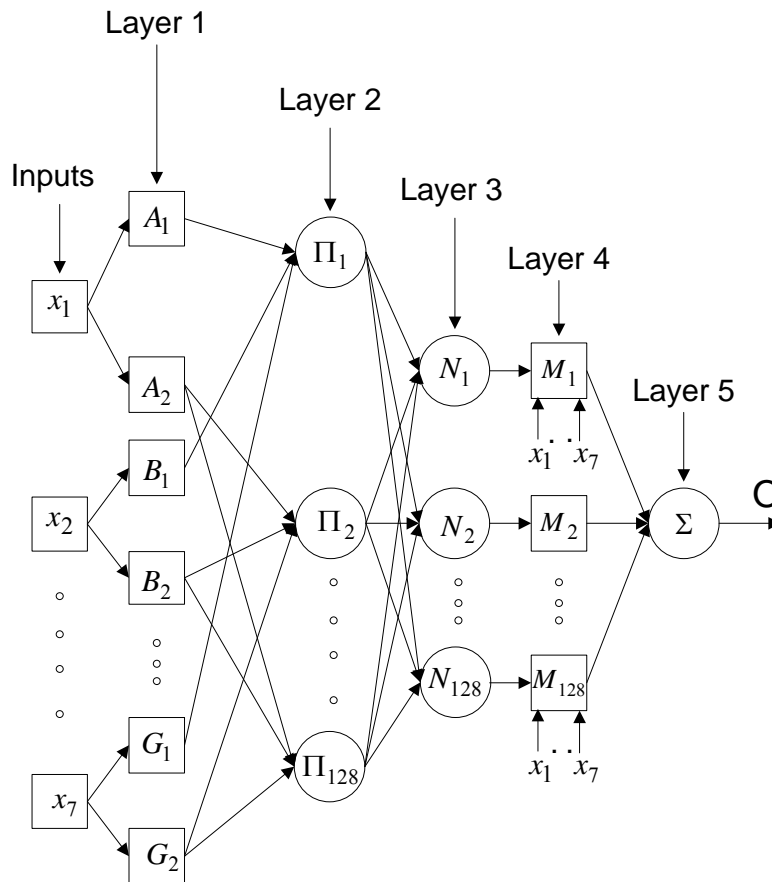 Layer 1
Layer 2
Inputs
Layer 3
A₁
Π₁
Layer 4
x₁
N₁
M₁
A₂
Layer 5
x₁ . . x₇
B₁
x₂
Π₂
N₂
M₂
Σ
O
B₂
N₁₂₈
M₁₂₈
G₁
Π₁₂₈
x₁ . . x₇
x₇
G₂